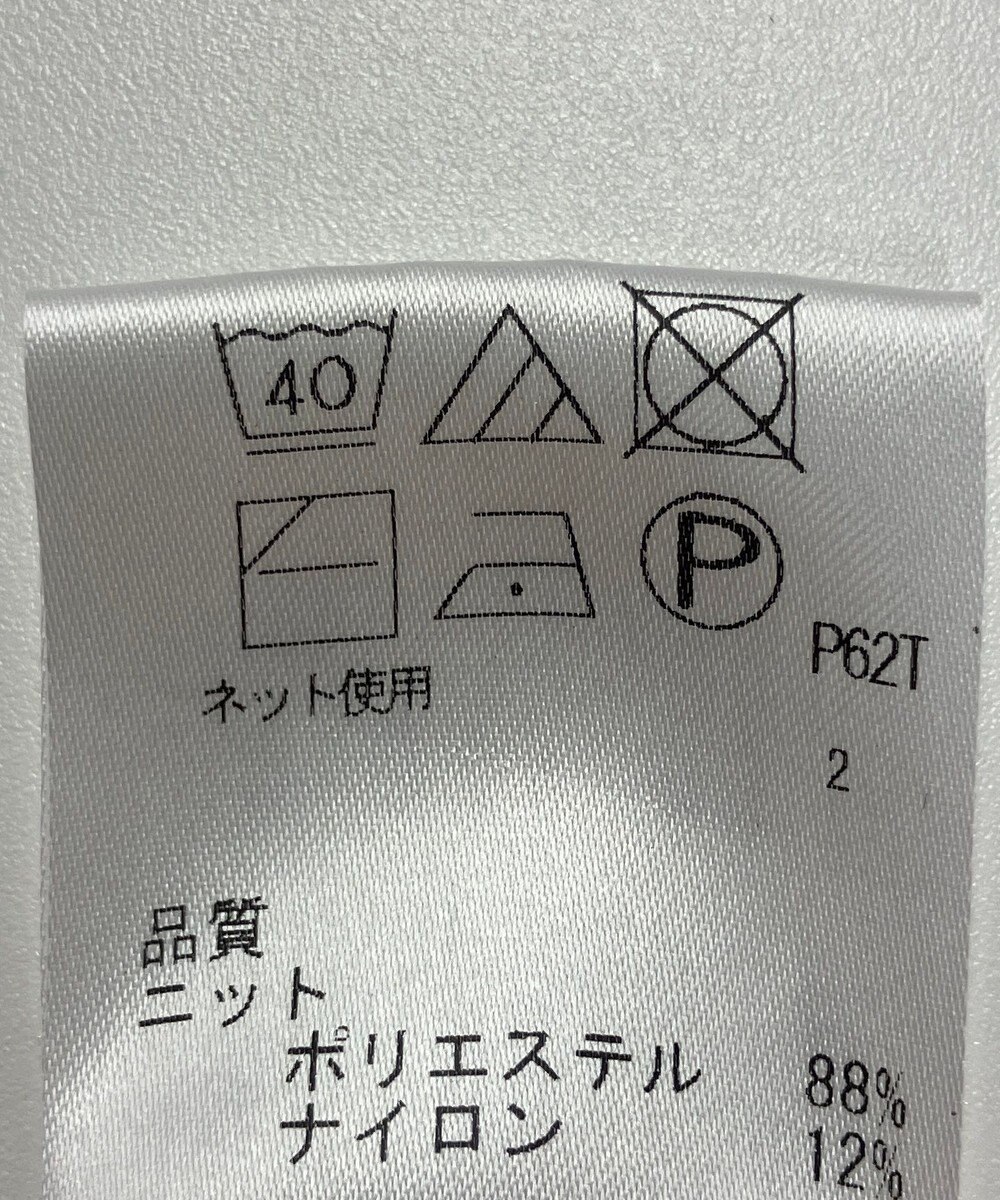 40
P
P62T
ネット使用
2
品質
ニット
ポリエステル 88%
ナイロン 12%